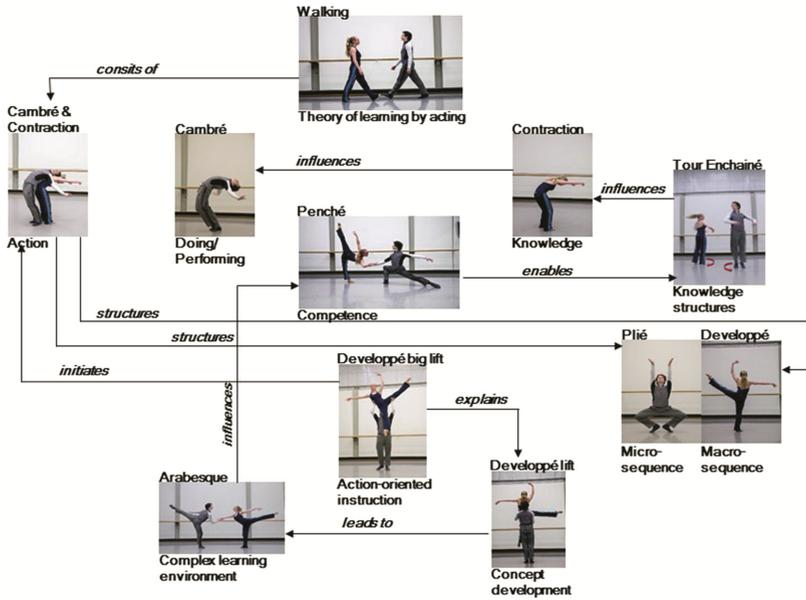 Walking
consits of
Theory of learning by acting
Cambré &
Contraction
Cambré
Contraction
influences
Tour Enchainé
influences
Action
Doing/
Performing
Penché
Knowledge
enables
Knowledge
structures
Competence
structures
structures
Plié
Developpé
initiates
Developpé big lift
influences
explains
Micro-
sequence
Macro-
sequence
Arabesque
Action-oriented
instruction
Developpé lift
leads to
Complex learning
environment
Concept
development